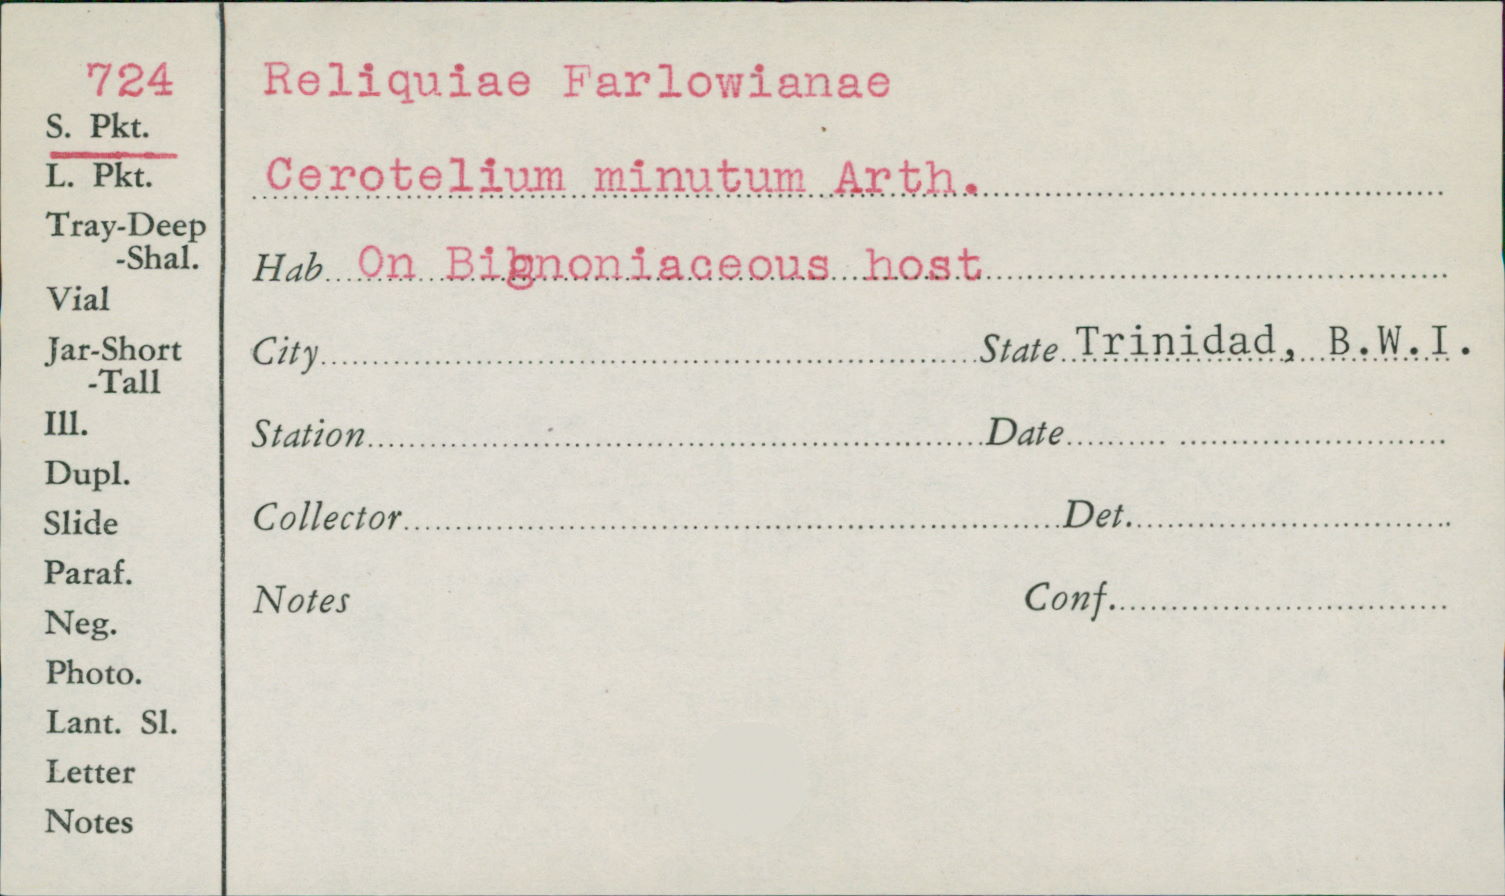 724
S. Pkt.
L. Pkt.
Tray-Deep
-Shal.
Vial
Jar-Short
-Tall
Ill.
Dupl.
Slide
Paraf.
Neg.
Photo.
Lant. Sl.
Letter
Notes
Reliquiae Farlowianae
Cerotelium minutum Arth.
Hab On Bignoniaceous host
City State Trinidad, B.W.I.
Station Date
Collector Det.
Notes Conf.